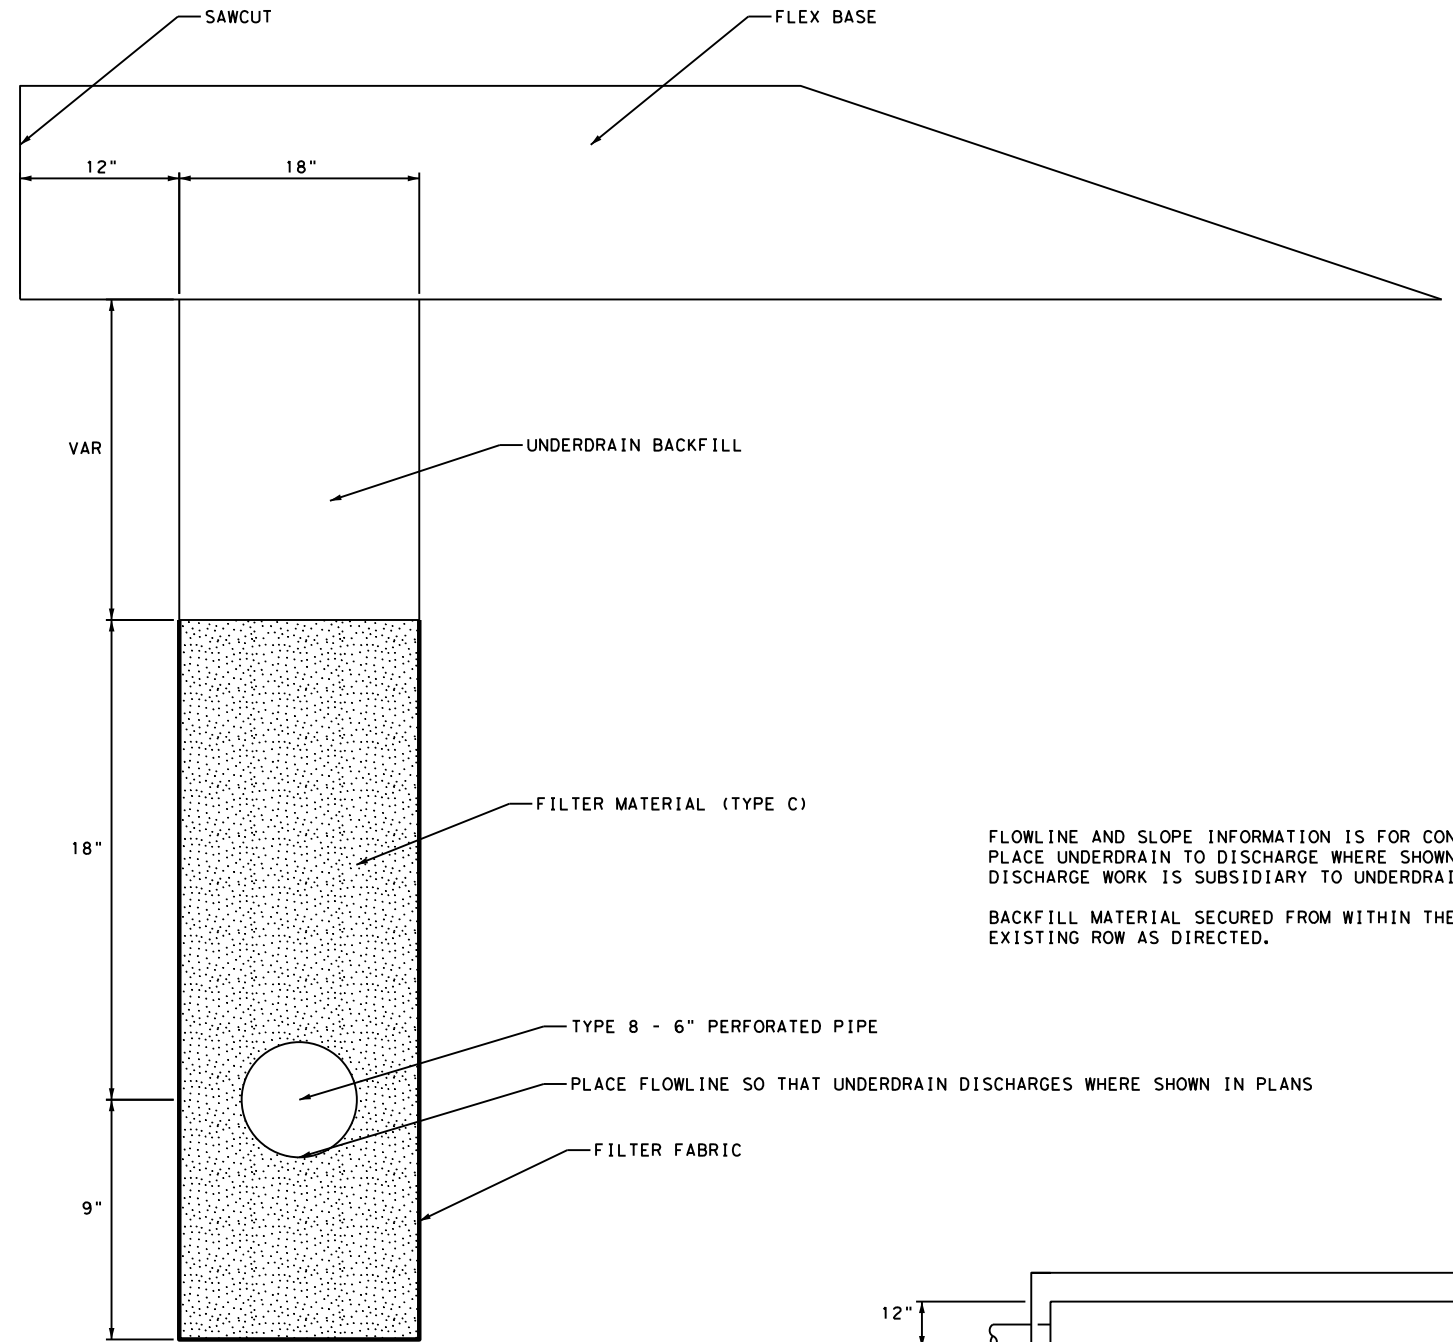 SAWCUT
FLEX BASE
12"
18"
VAR
UNDERDRAIN BACKFILL
FILTER MATERIAL (TYPE C)
18"
FLOWLINE AND SLOPE INFORMATION IS FOR
PLACE UNDERDRAIN TO DISCHARGE WHERE SHOWN
DISCHARGE WORK IS SUBSIDIARY TO
BACKFILL MATERIAL SECURED FROM WITHIN THE
EXISTING ROW AS DIRECTED.
TYPE 8 - 6" PERFORATED PIPE
PLACE FLOWLINE SO THAT UNDERDRAIN DISCHARGES WHERE SHOWN IN PLANS
FILTER FABRIC
9"
12"